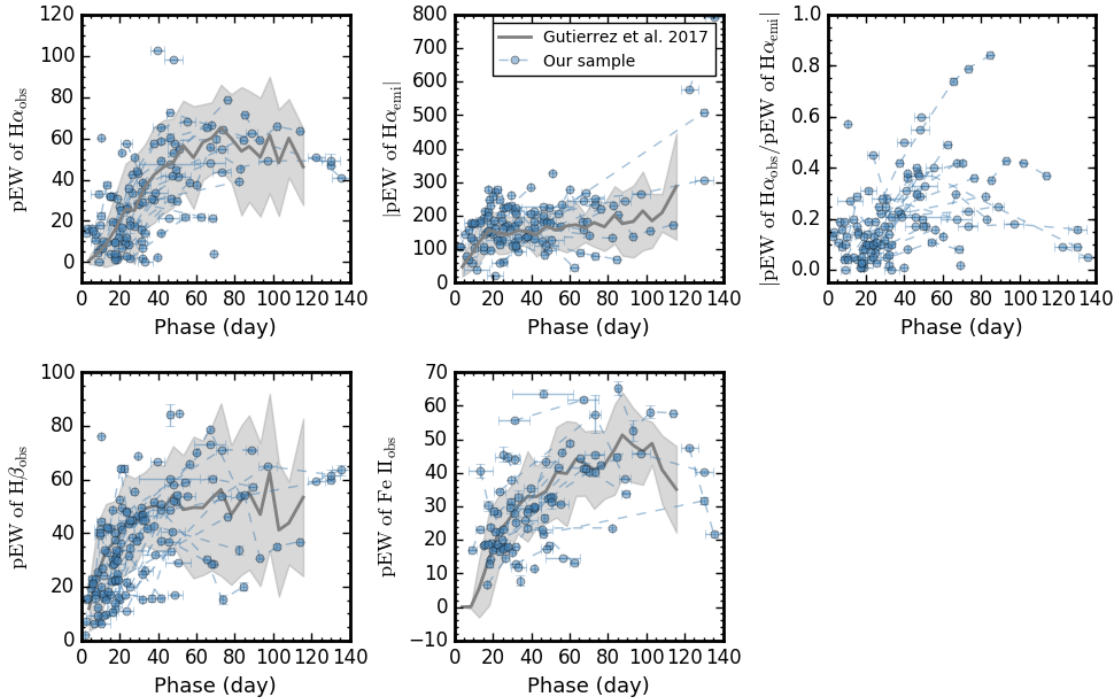 120
100
80
60
40
20
0
0 20 40 60 80 100 120 140
pEW of Hα_obs
Phase (day)
800
700
600
500
400
300
200
100
0
0 20 40 60 80 100 120 140
|pEW of Hα_emi|
Phase (day)
Gutierrez et al. 2017
Our sample
1.0
0.8
0.6
0.4
0.2
0.0
0 20 40 60 80 100 120 140
|pEW of Hα_obs/pEW of Hα_emi|
Phase (day)
100
80
60
40
20
0
0 20 40 60 80 100 120 140
pEW of Hβ_obs
Phase (day)
70
60
50
40
30
20
10
0
−10
0 20 40 60 80 100 120 140
pEW of Fe II_obs
Phase (day)